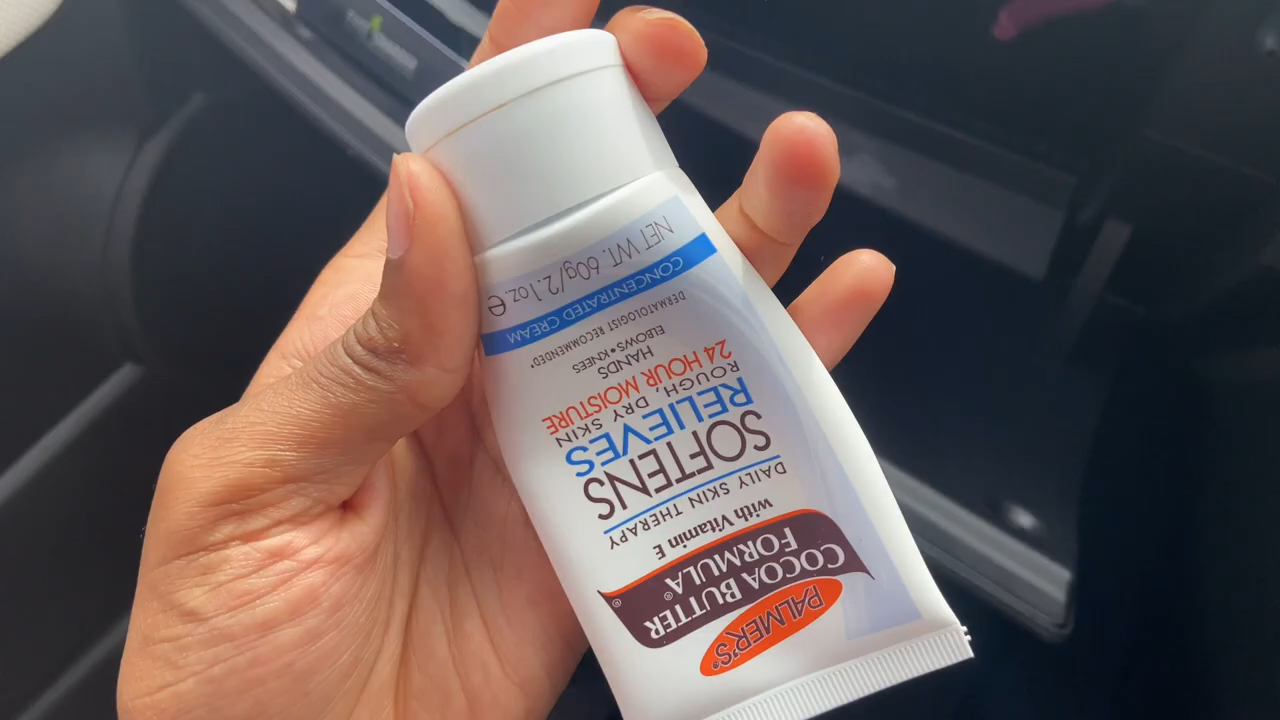 PALMER'S®
COCOA BUTTER
FORMULA®
®
with Vitamin E
DAILY SKIN THERAPY
SOFTENS
RELIEVES
ROUGH, DRY SKIN
24 HOUR MOISTURE
HANDS
ELBOWS•KNEES
DERMATOLOGIST RECOMMENDED*
CONCENTRATED CREAM
NET WT. 60g/2.1oz.℮